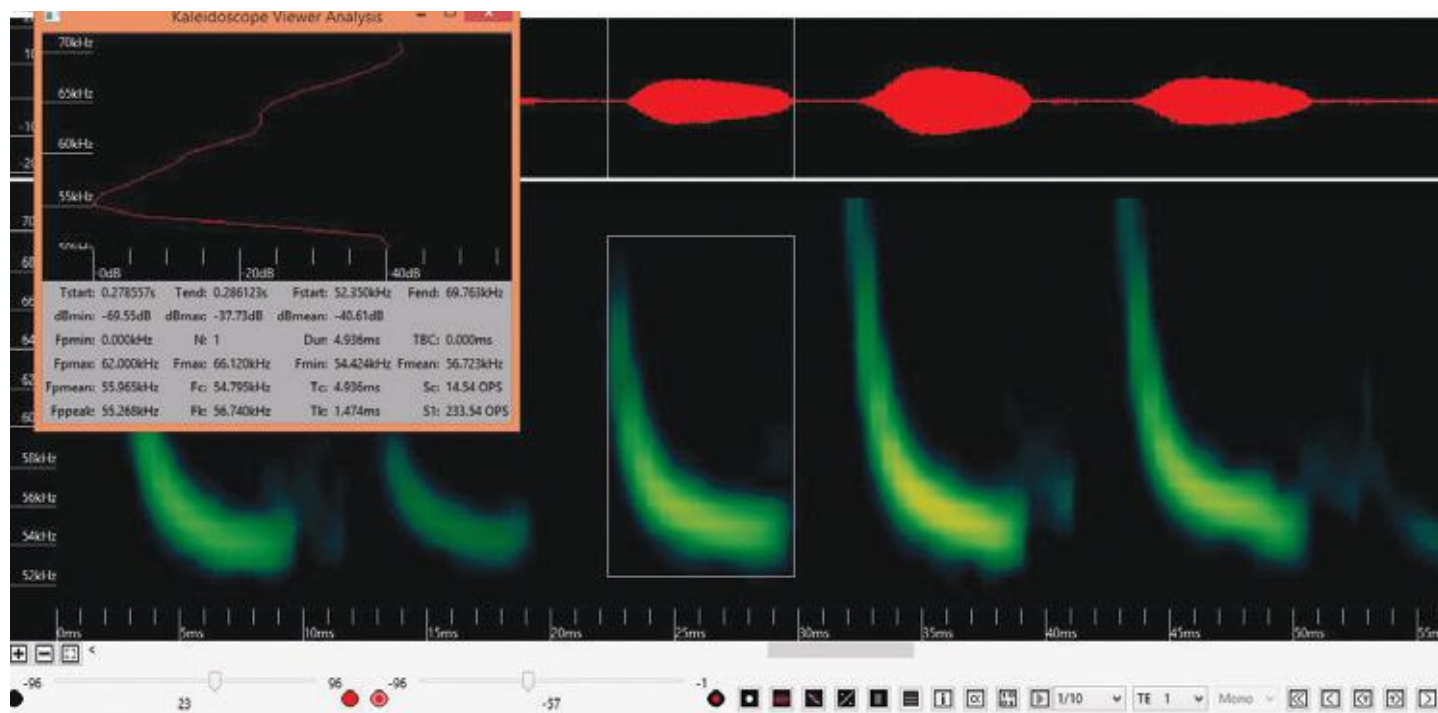 Kaleidoscope Viewer Analysis
70kHz
65kHz
60kHz
55kHz
-0dB -20dB -40dB
Tstart: 0.278557s Tend: 0.286123s Fstart: 52.350kHz Fend: 69.763kHz
dBmin: -69.55dB dBmax: -37.73dB dBmean: -40.61dB
Fpmin: 0.000kHz N: 1 Dur: 4.936ms TBC: 0.000ms
Fpmax: 62.000kHz Fmax: 66.120kHz Fmin: 54.424kHz Fmean: 56.723kHz
Fpmean: 55.965kHz Fc: 54.795kHz Tc: 4.936ms Sc: 14.54 OPS
Fppeak: 55.268kHz Fk: 56.740kHz Tk: 1.474ms S1: 233.54 OPS
58kHz
56kHz
54kHz
52kHz
0ms 5ms 10ms 15ms 20ms 25ms 30ms 35ms 40ms 45ms 50ms
-96 96 -96 -1
23 -57
1/10 TE 1 Mono